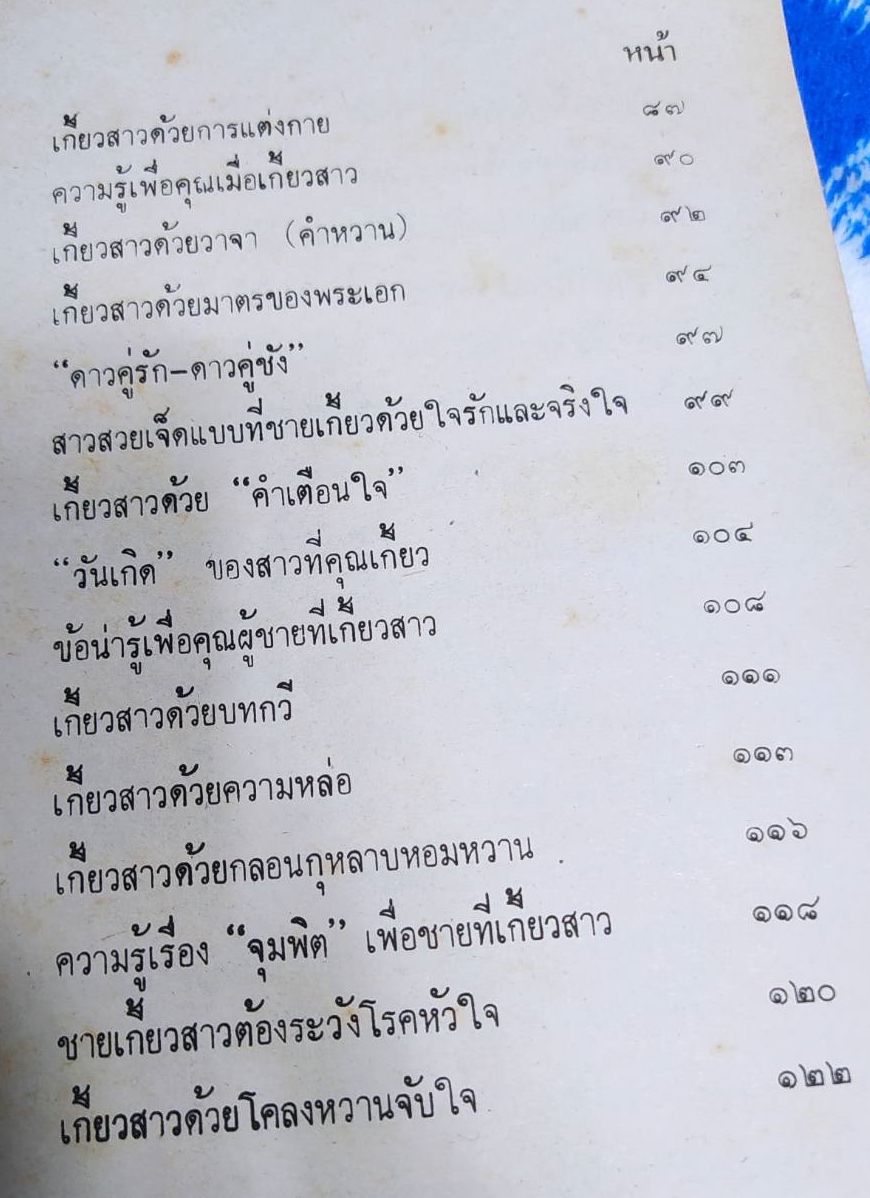 หน้า
เกี้ยวสาวด้วยการแต่งกาย ๘๗
ความรู้เพื่อคุณเมื่อเกี้ยวสาว ๙๐
เกี้ยวสาวด้วยวาจา (คำหวาน) ๙๒
เกี้ยวสาวด้วยมาตรของพระเอก ๙๔
“ดาวคู่รัก-ดาวคู่ชัง” ๙๗
สาวสวยเจ็ดแบบที่ชายเกี้ยวด้วยใจรักและจริงใจ ๙๙
เกี้ยวสาวด้วย “คำเตือนใจ” ๑๐๓
“วันเกิด” ของสาวที่คุณเกี้ยว ๑๐๔
ข้อน่ารู้เพื่อคุณผู้ชายที่เกี้ยวสาว ๑๐๘
เกี้ยวสาวด้วยบทกวี ๑๑๑
เกี้ยวสาวด้วยความหล่อ ๑๑๓
เกี้ยวสาวด้วยกลอนกุหลาบหอมหวาน ๑๑๖
ความรู้เรื่อง “จุมพิต” เพื่อชายที่เกี้ยวสาว ๑๑๘
ชายเกี้ยวสาวต้องระวังโรคหัวใจ ๑๒๐
เกี้ยวสาวด้วยโคลงหวานจับใจ ๑๒๒